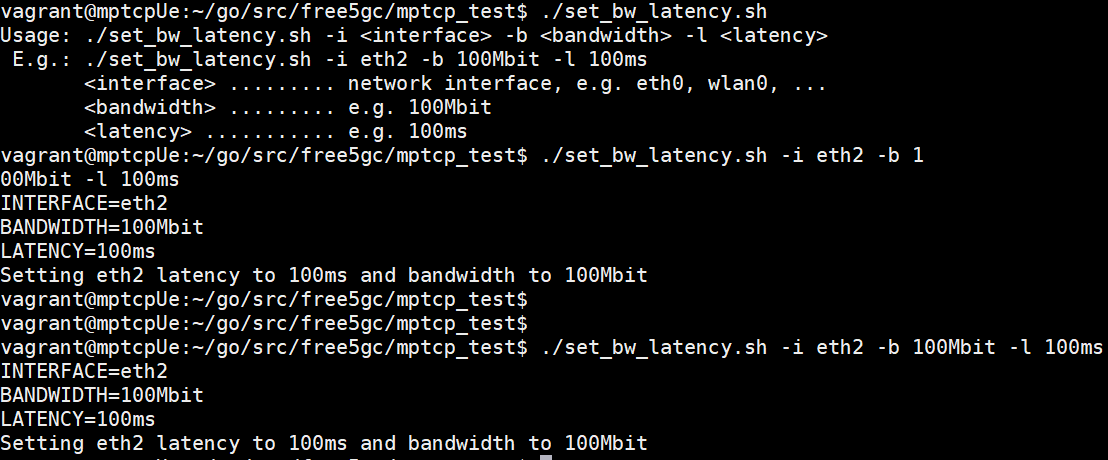 vagrant@mptcpUe:~/go/src/free5gc/mptcp_test$ ./set_bw_latency.sh
Usage: ./set_bw_latency.sh -i <interface> -b <bandwidth> -l <latency>
 E.g.: ./set_bw_latency.sh -i eth2 -b 100Mbit -l 100ms
       <interface> ......... network interface, e.g. eth0, wlan0, ...
       <bandwidth> ......... e.g. 100Mbit
       <latency> .......... e.g. 100ms
vagrant@mptcpUe:~/go/src/free5gc/mptcp_test$ ./set_bw_latency.sh -i eth2 -b 1
00Mbit -l 100ms
INTERFACE=eth2
BANDWIDTH=100Mbit
LATENCY=100ms
Setting eth2 latency to 100ms and bandwidth to 100Mbit
vagrant@mptcpUe:~/go/src/free5gc/mptcp_test$
vagrant@mptcpUe:~/go/src/free5gc/mptcp_test$
vagrant@mptcpUe:~/go/src/free5gc/mptcp_test$ ./set_bw_latency.sh -i eth2 -b 100Mbit -l 100ms
INTERFACE=eth2
BANDWIDTH=100Mbit
LATENCY=100ms
Setting eth2 latency to 100ms and bandwidth to 100Mbit